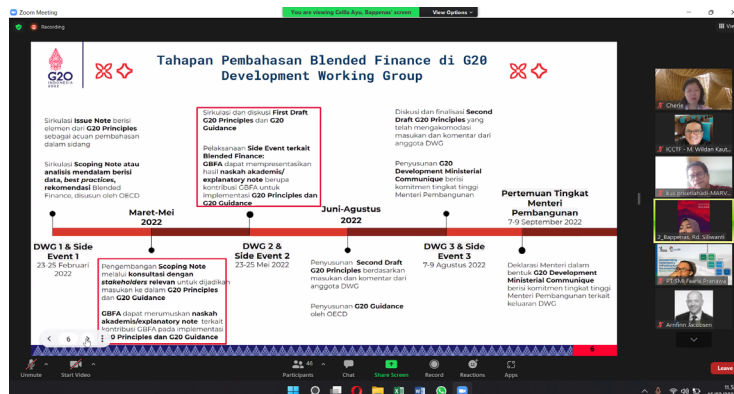 Zoom Meeting
You are viewing Cellia Ayu, Bappenas' screen
View Options
Recording
G20
INDONESIA
2022
Tahapan Pembahasan Blended Finance di G20
Development Working Group
Sirkulasi Issue Note berisi
elemen dari G20 Principles
sebagai acuan pembahasan
dalam sidang
Sirkulasi Scoping Note atau
analisis mendalam berisi
data, best practices,
rekomendasi Blended
Finance, disusun oleh OECD
Sirkulasi dan diskusi First Draft
G20 Principles dan G20
Guidance
Pelaksanaan Side Event terkait
Blended Finance:
GBFA dapat mempresentasikan
hasil naskah akademis/
explanatory note berupa
kontribusi GBFA untuk
implementasi G20 Principles dan
G20 Guidance
Diskusi dan finalisasi Second
Draft G20 Principles yang
telah mengakomodasi
masukan dan komentar dari
anggota DWG
Penyusunan G20
Development Ministerial
Communique berisi
komitmen tingkat tinggi
Menteri Pembangunan
Pertemuan Tingkat
Menteri
Pembangunan
7-9 September 2022
Maret-Mei
2022
Juni-Agustus
2022
DWG 1 & Side
Event 1
23-25 Februari
2022
Pengembangan Scoping Note
melalui konsultasi dengan
stakeholders relevan untuk dijadikan
masukan ke dalam G20 Principles
dan G20 Guidance
GBFA dapat merumuskan naskah
akademis/explanatory note terkait
kontribusi GBFA pada implementasi
Principles dan G20 Guidance
DWG 2 &
Side Event 2
23-25 Mei 2022
Penyusunan Second Draft
G20 Principles berdasarkan
masukan dan komentar dari
anggota DWG
Penyusunan G20 Guidance
oleh OECD
DWG 3 & Side
Event 3
7-9 Agustus 2022
Deklarasi Menteri dalam
bentuk G20 Development
Ministerial Communique
berisi komitmen tingkat tinggi
Menteri Pembangunan terkait
keluaran DWG
6
6
Cherie
ICCTF - M. Wildan Kaut...
2_Bappenas, Rd. Siliwanti
PT SMI Faaris Pranawa
Arnfinn Jacobsen
Unmute
Start Video
46
Participants
Chat
Share Screen
Record
Reactions
Apps
Leave